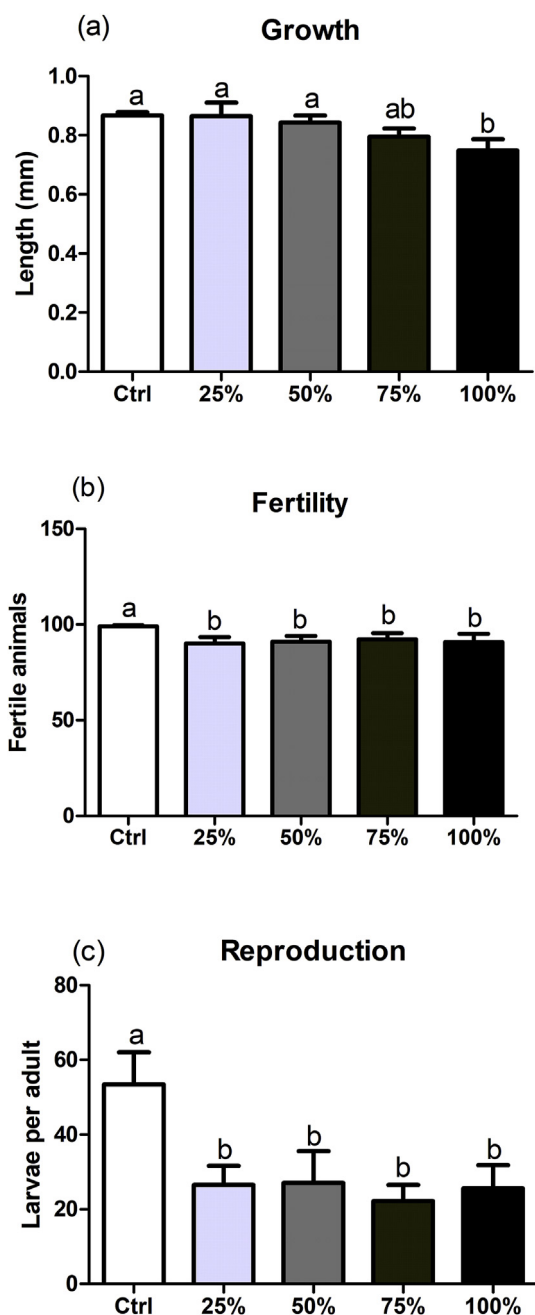 (a) Growth
Length (mm)
1.0
0.8
0.6
0.4
0.2
0.0
a a a ab b
Ctrl 25% 50% 75% 100%
(b) Fertility
Fertile animals
150
100
50
0
a b b b b
Ctrl 25% 50% 75% 100%
(c) Reproduction
Larvae per adult
80
60
40
20
0
a b b b b
Ctrl 25% 50% 75% 100%